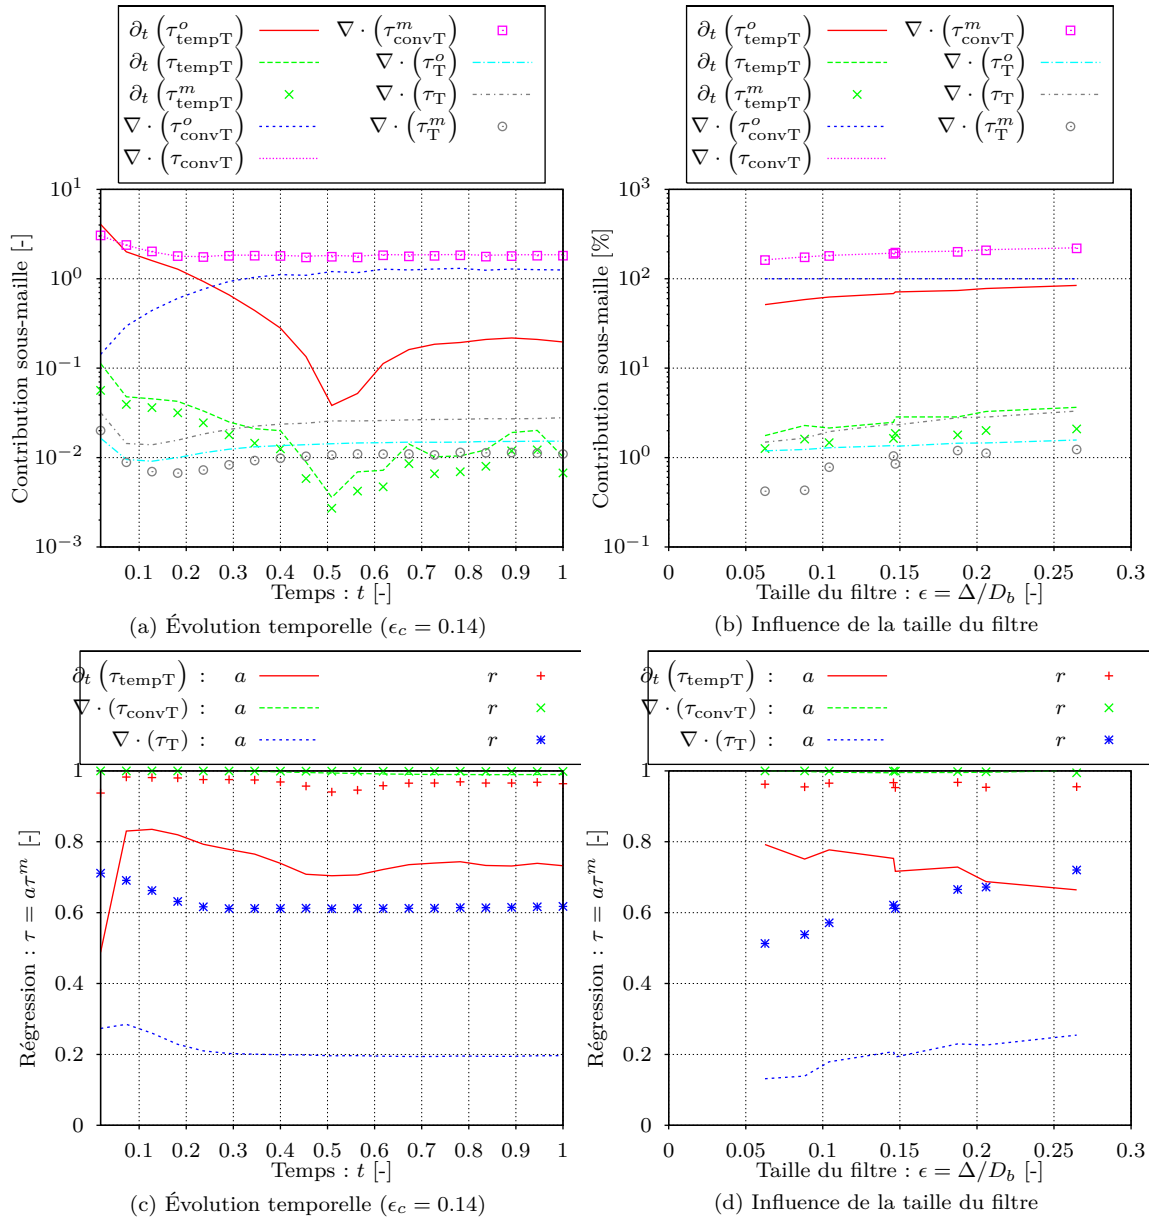 ∂t (τ^o_tempT) ∇ · (τ^m_convT)
∂t (τ_tempT) ∇ · (τ^o_T)
∂t (τ^m_tempT) ∇ · (τ_T)
∇ · (τ^o_convT) ∇ · (τ^m_T)
∇ · (τ_convT)
Contribution sous-maille [-]
10^1
10^0
10^−1
10^−2
10^−3
0.1 0.2 0.3 0.4 0.5 0.6 0.7 0.8 0.9 1
Temps : t [-]
(a) Évolution temporelle (ϵc = 0.14)
∂t (τ^o_tempT) ∇ · (τ^m_convT)
∂t (τ_tempT) ∇ · (τ^o_T)
∂t (τ^m_tempT) ∇ · (τ_T)
∇ · (τ^o_convT) ∇ · (τ^m_T)
∇ · (τ_convT)
Contribution sous-maille [%]
10^3
10^2
10^1
10^0
10^−1
0 0.05 0.1 0.15 0.2 0.25 0.3
Taille du filtre : ϵ = Δ/D_b [-]
(b) Influence de la taille du filtre
∂t (τ_tempT) : a r
∇ · (τ_convT) : a r
∇ · (τ_T) : a r
Régression : τ = aτ^m [-]
1
0.8
0.6
0.4
0.2
0
0.1 0.2 0.3 0.4 0.5 0.6 0.7 0.8 0.9 1
Temps : t [-]
(c) Évolution temporelle (ϵc = 0.14)
∂t (τ_tempT) : a r
∇ · (τ_convT) : a r
∇ · (τ_T) : a r
Régression : τ = aτ^m [-]
1
0.8
0.6
0.4
0.2
0
0 0.05 0.1 0.15 0.2 0.25 0.3
Taille du filtre : ϵ = Δ/D_b [-]
(d) Influence de la taille du filtre